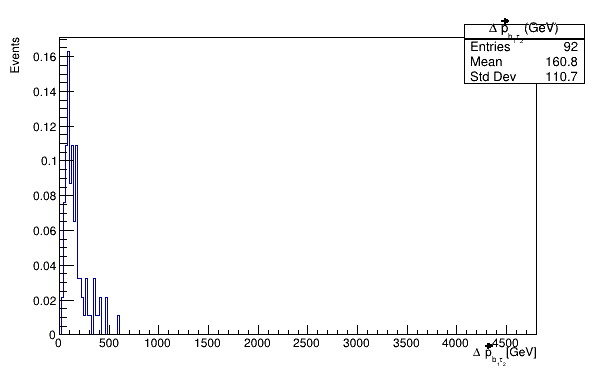 Δ p⃗_b₁τ₂ (GeV)
Entries 92
Mean 160.8
Std Dev 110.7
Events
0.16
0.14
0.12
0.1
0.08
0.06
0.04
0.02
0
0 500 1000 1500 2000 2500 3000 3500 4000 4500
Δ p⃗_b₁τ₂ [GeV]